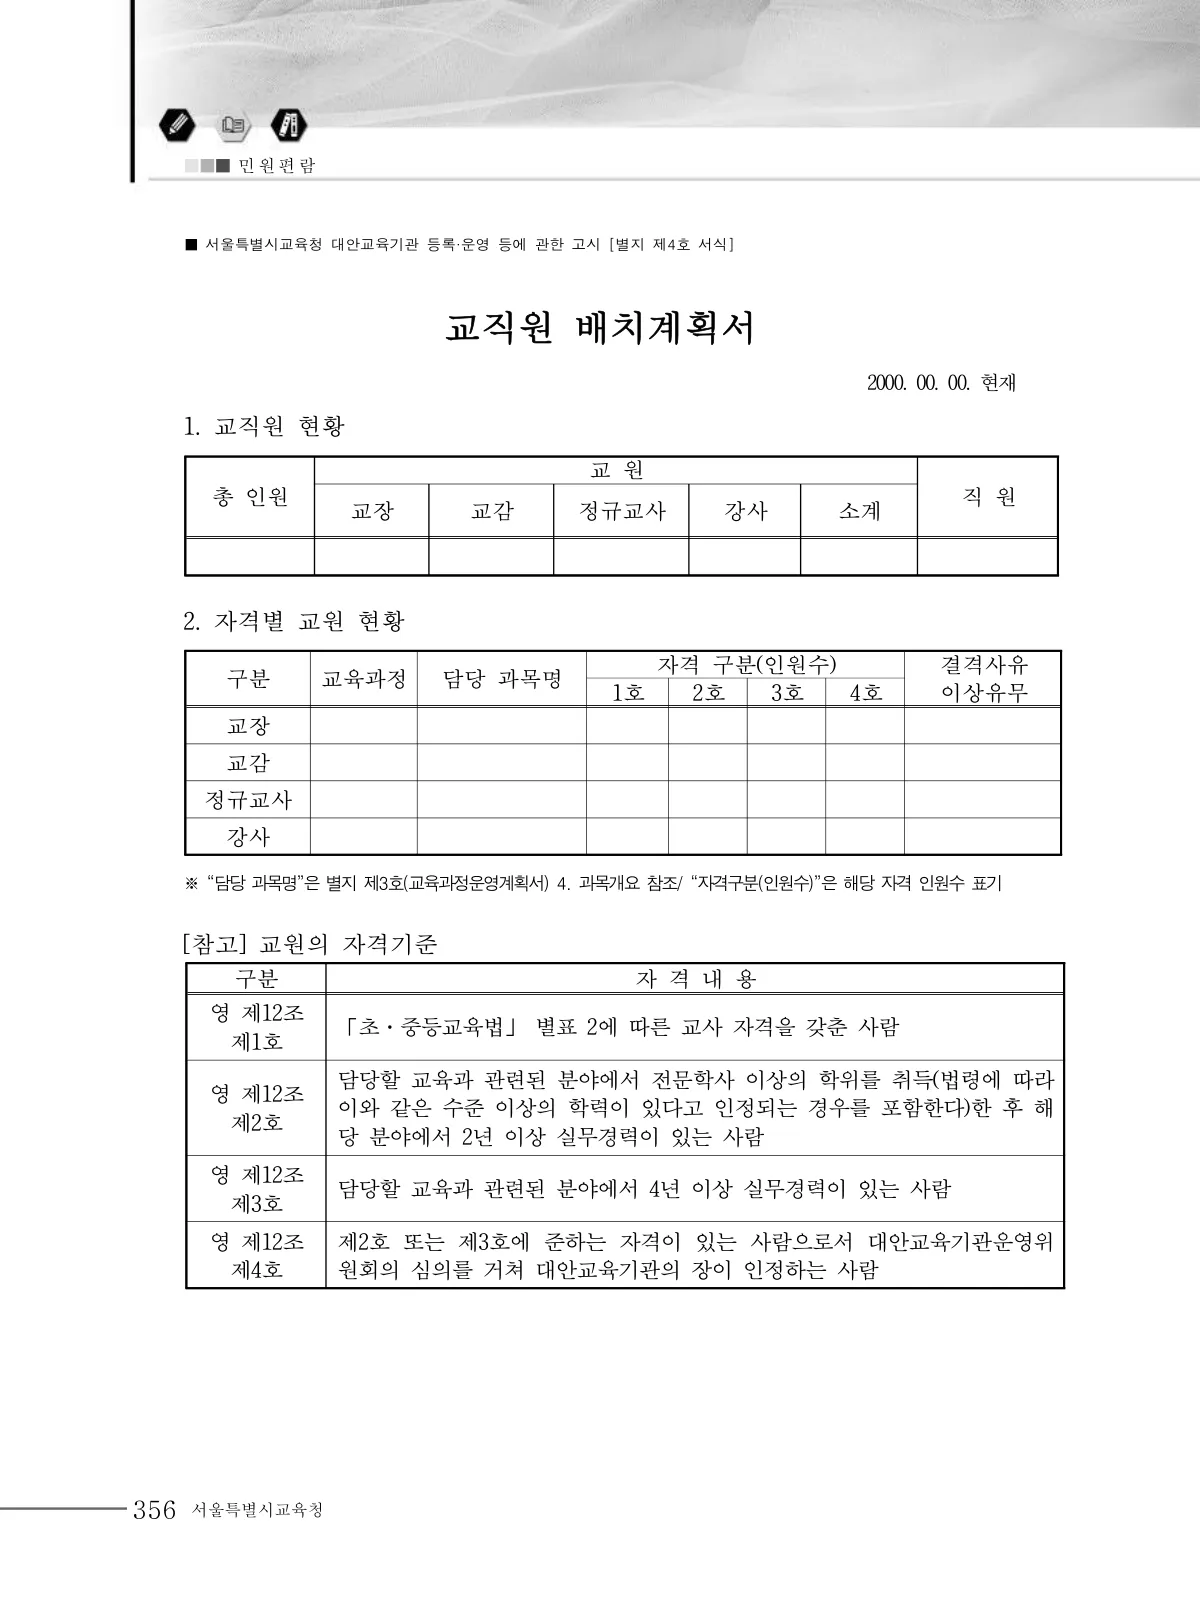 민원편람
■ 서울특별시교육청 대안교육기관 등록·운영 등에 관한 고시 [별지 제4호 서식]
교직원 배치계획서
2000. 00. 00. 현재
1. 교직원 현황
총 인원 교 원 직 원
교장 교감 정규교사 강사 소계
2. 자격별 교원 현황
구분 교육과정 담당 과목명 자격 구분(인원수) 결격사유
1호 2호 3호 4호 이상유무
교장
교감
정규교사
강사
※ “담당 과목명”은 별지 제3호(교육과정운영계획서) 4. 과목개요 참조/ “자격구분(인원수)”은 해당 자격 인원수 표기
[참고] 교원의 자격기준
구분 자 격 내 용
영 제12조
제1호
「초·중등교육법」 별표 2에 따른 교사 자격을 갖춘 사람
영 제12조
제2호
담당할 교육과 관련된 분야에서 전문학사 이상의 학위를 취득(법령에 따라
이와 같은 수준 이상의 학력이 있다고 인정되는 경우를 포함한다)한 후 해
당 분야에서 2년 이상 실무경력이 있는 사람
영 제12조
제3호
담당할 교육과 관련된 분야에서 4년 이상 실무경력이 있는 사람
영 제12조
제4호
제2호 또는 제3호에 준하는 자격이 있는 사람으로서 대안교육기관운영위
원회의 심의를 거쳐 대안교육기관의 장이 인정하는 사람
356 서울특별시교육청